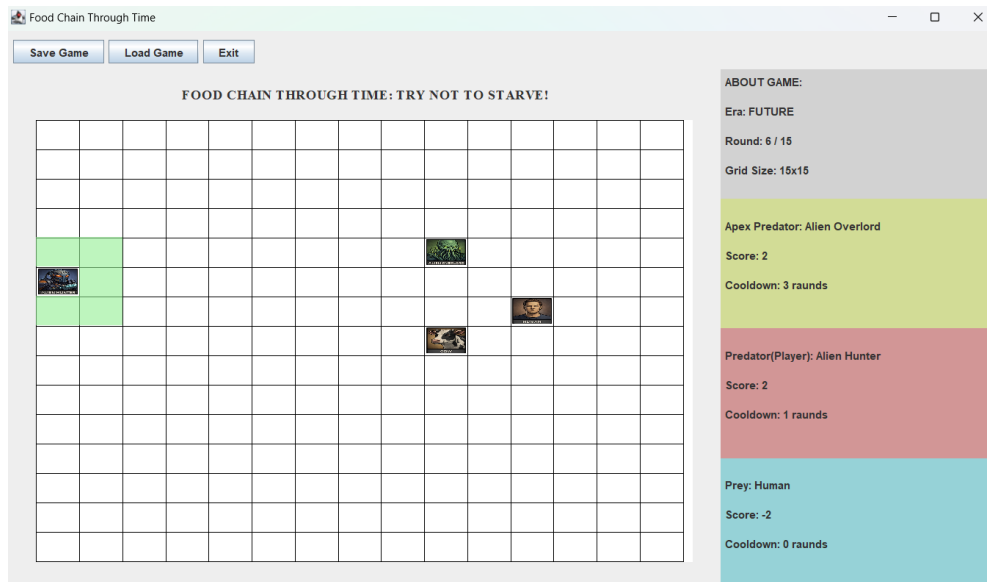 Food Chain Through Time
Save Game
Load Game
Exit
FOOD CHAIN THROUGH TIME: TRY NOT TO STARVE!
ABOUT GAME:
Era: FUTURE
Round: 6 / 15
Grid Size: 15x15
Apex Predator: Alien Overlord
Score: 2
Cooldown: 3 raunds
Predator(Player): Alien Hunter
Score: 2
Cooldown: 1 raunds
Prey: Human
Score: -2
Cooldown: 0 raunds
HUMAN